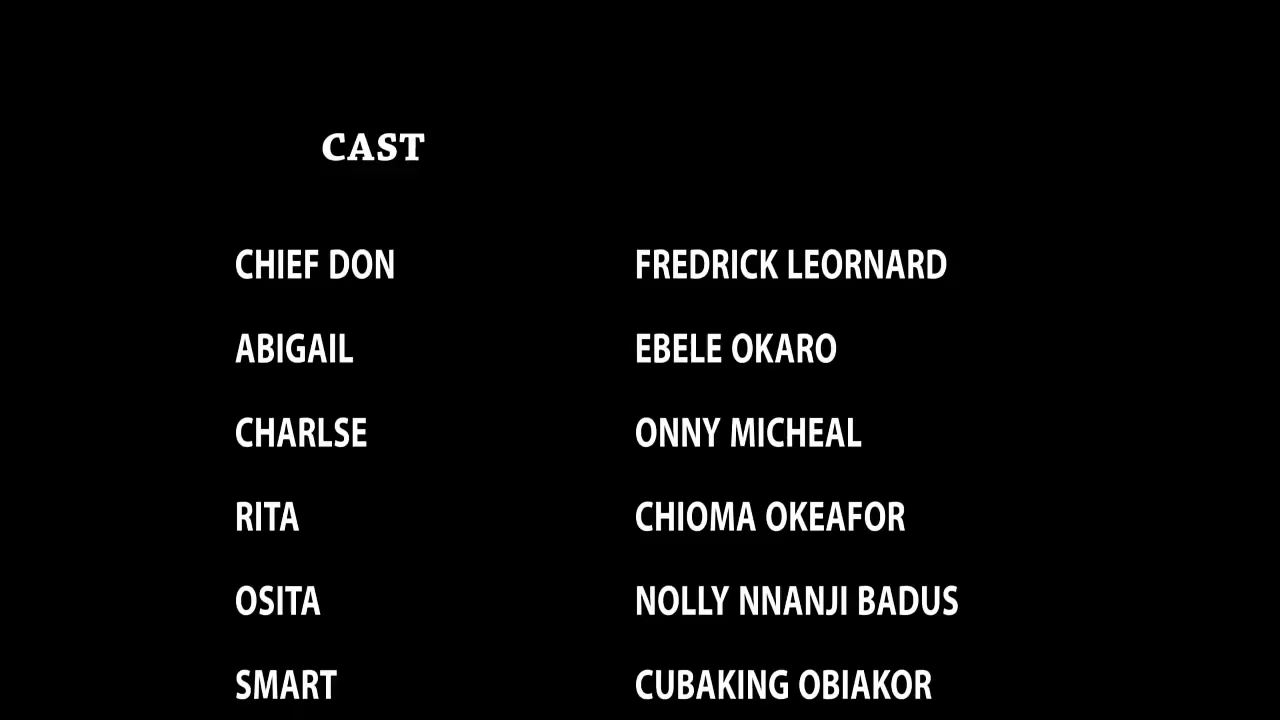 CAST
CHIEF DON FREDRICK LEORNARD
ABIGAIL EBELE OKARO
CHARLSE ONNY MICHEAL
RITA CHIOMA OKEAFOR
OSITA NOLLY NNANJI BADUS
SMART CUBAKING OBIAKOR